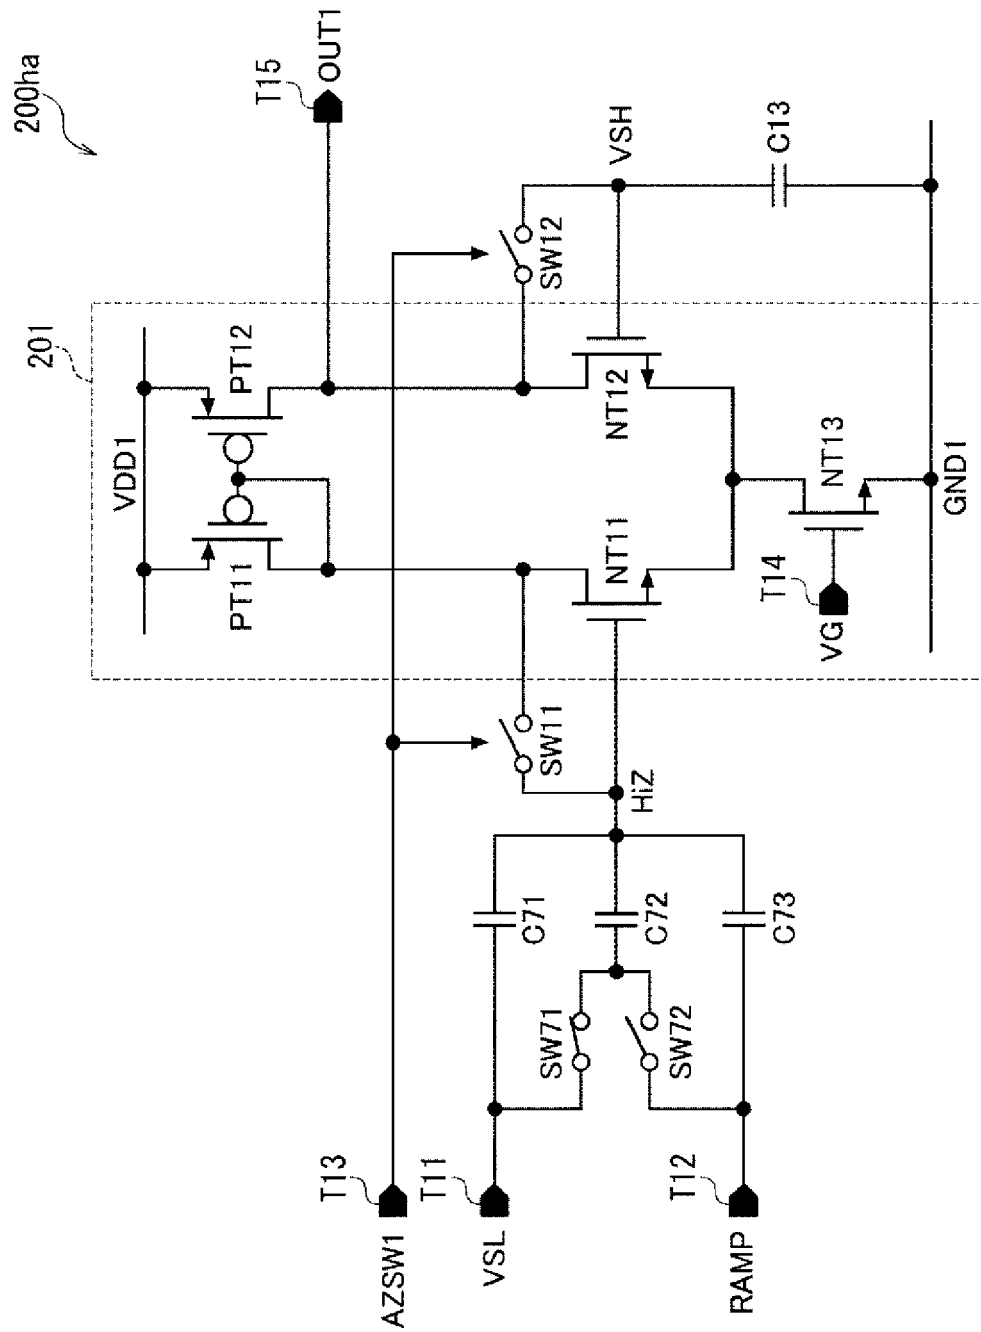 200ha
201
T15
OUT1
VDD1
PT11
PT12
T13
AZSW1
SW11
SW12
VSH
C13
T11
VSL
HiZ
NT11
NT12
C71
SW71
C72
SW72
C73
T12
RAMP
T14
VG
NT13
GND1